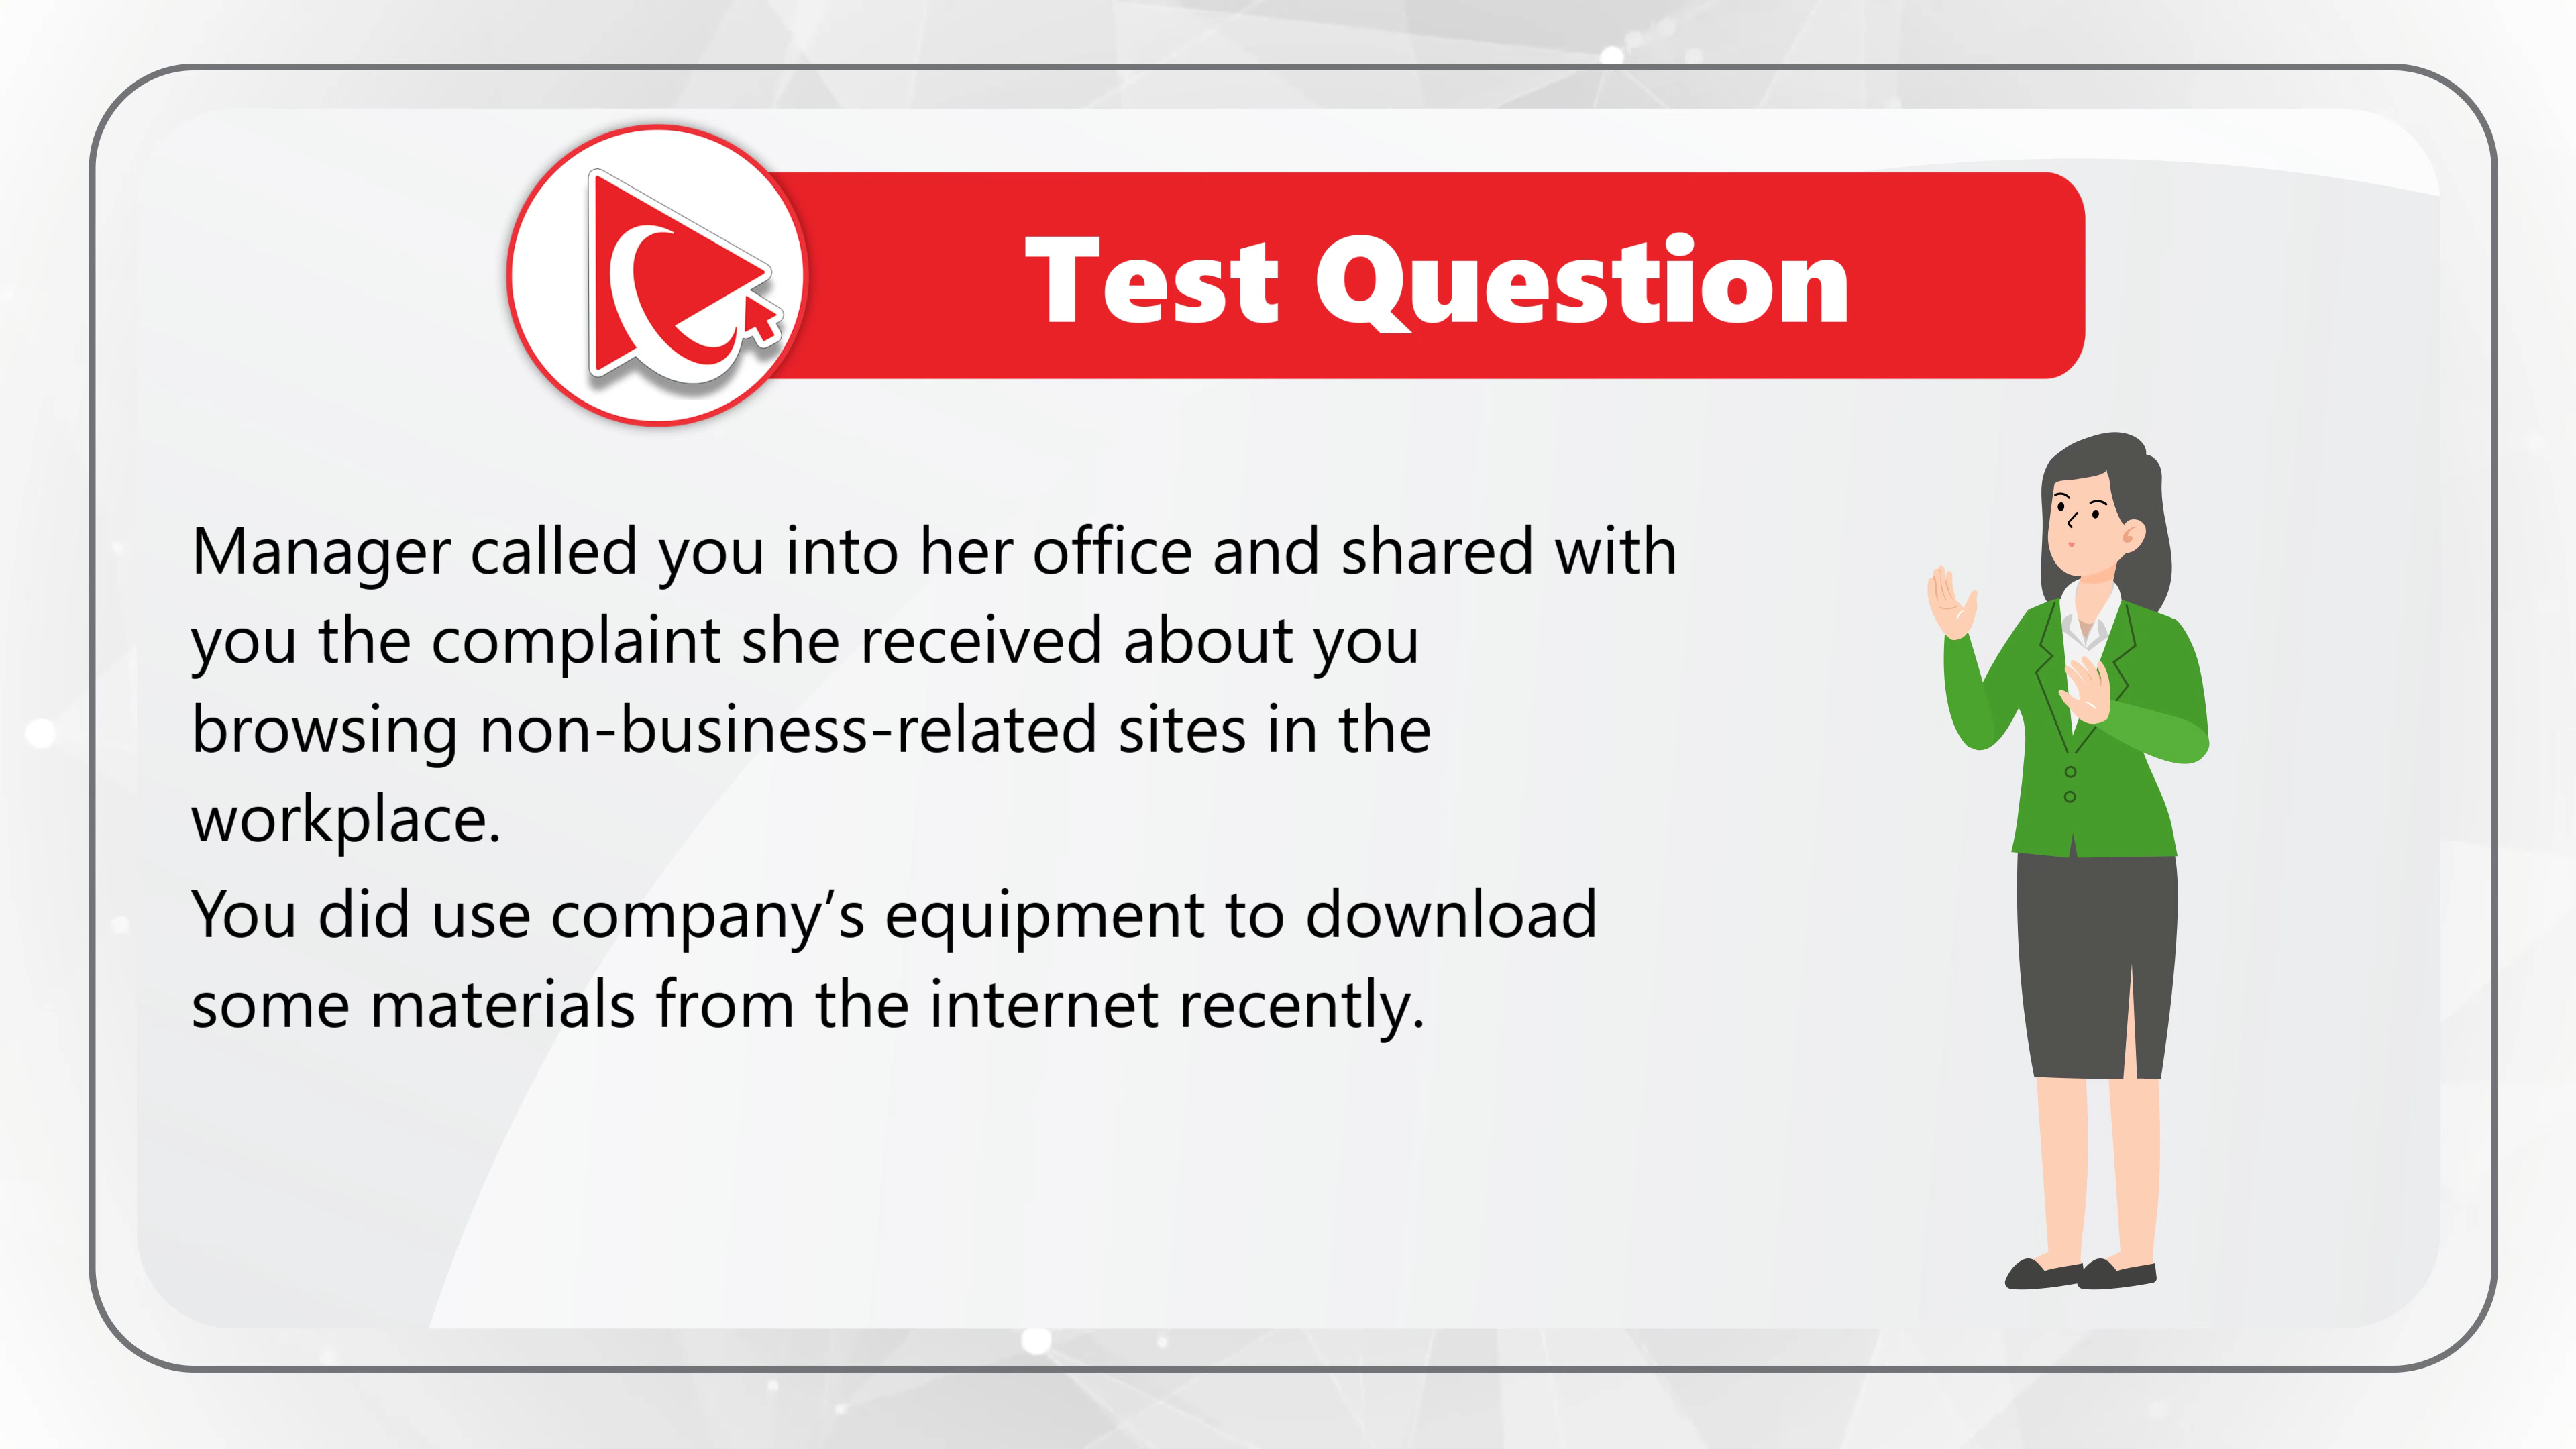 Test Question
Manager called you into her office and shared with
you the complaint she received about you
browsing non-business-related sites in the
workplace.
You did use company’s equipment to download
some materials from the internet recently.